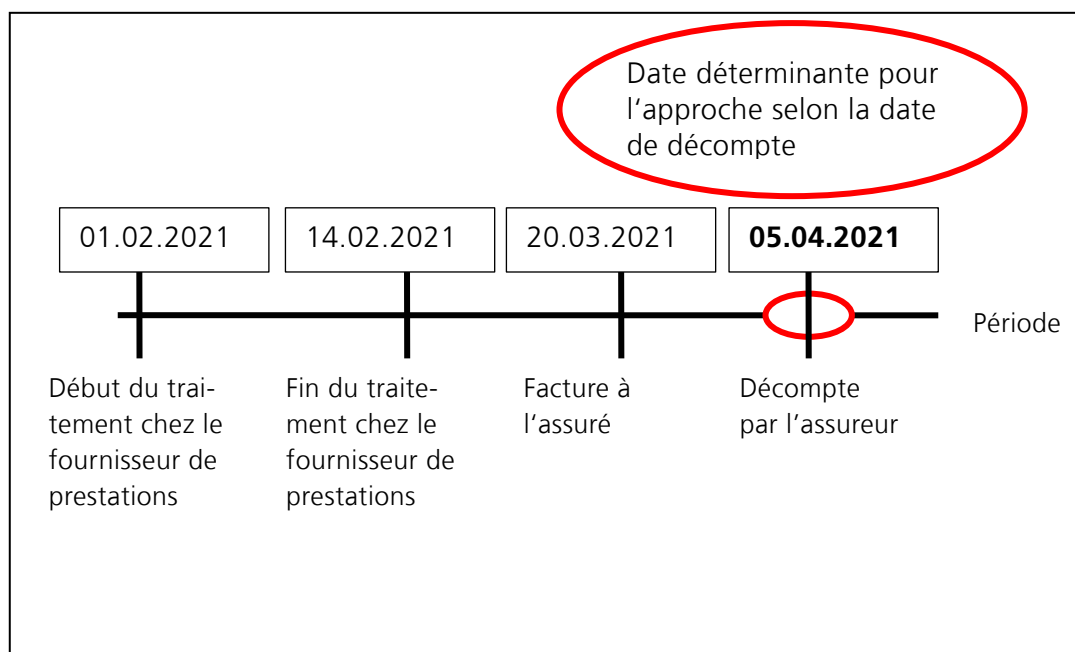 Date déterminante pour
l‘approche selon la date
de décompte
01.02.2021
14.02.2021
20.03.2021
05.04.2021
Période
Début du trai-
tement chez le
fournisseur de
prestations
Fin du traite-
ment chez le
fournisseur de
prestations
Facture à
l’assuré
Décompte
par l’assureur